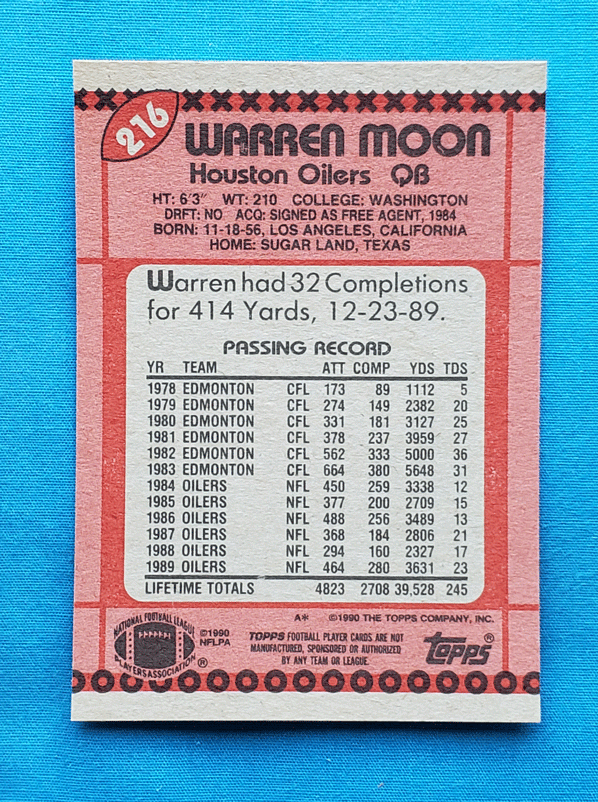 216
WARREN MOON
Houston Oilers QB
HT: 6'3" WT: 210 COLLEGE: WASHINGTON
DRFT: NO ACQ: SIGNED AS FREE AGENT, 1984
BORN: 11-18-56, LOS ANGELES, CALIFORNIA
HOME: SUGAR LAND, TEXAS
Warren had 32 Completions
for 414 Yards, 12-23-89.
PASSING RECORD
YR TEAM ATT COMP YDS TDS
1978 EDMONTON CFL 173 89 1112 5
1979 EDMONTON CFL 274 149 2382 20
1980 EDMONTON CFL 331 181 3127 25
1981 EDMONTON CFL 378 237 3959 27
1982 EDMONTON CFL 562 333 5000 36
1983 EDMONTON CFL 664 380 5648 31
1984 OILERS NFL 450 259 3338 12
1985 OILERS NFL 377 200 2709 15
1986 OILERS NFL 488 256 3489 13
1987 OILERS NFL 368 184 2806 21
1988 OILERS NFL 294 160 2327 17
1989 OILERS NFL 464 280 3631 23
LIFETIME TOTALS 4823 2708 39,528 245
A* ©1990 THE TOPPS COMPANY, INC.
NATIONAL FOOTBALL LEAGUE
PLAYERS ASSOCIATION ®
©1990
NFLPA
TOPPS FOOTBALL PLAYER CARDS ARE NOT
MANUFACTURED, SPONSORED OR AUTHORIZED
BY ANY TEAM OR LEAGUE.
topps®